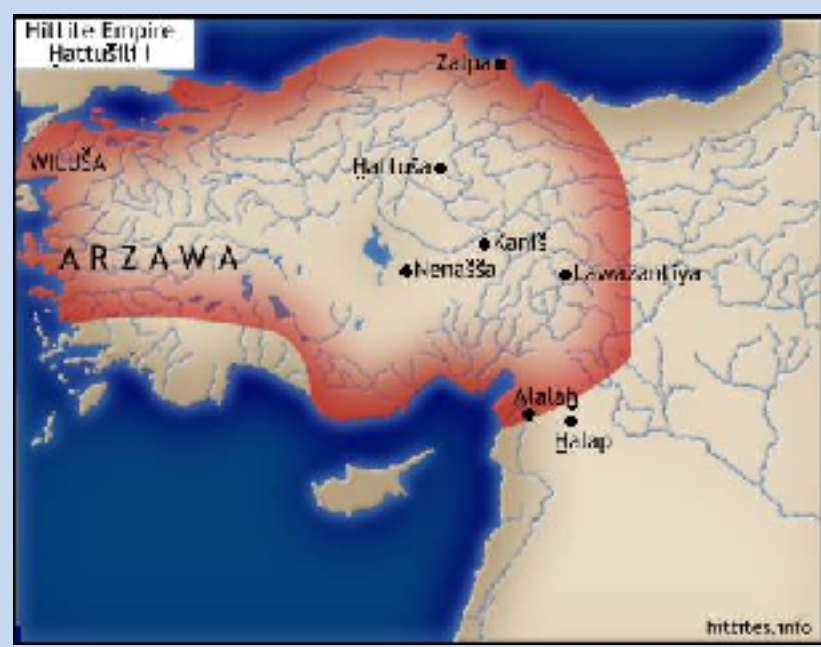 Hittite Empire
Ḫattušili I
Zalpa
WILUŠA
Ḫattuša
Kaniš
ARZAWA
Nenašša
Lawazantiya
Alalaḫ
Ḫalap
hittites.info